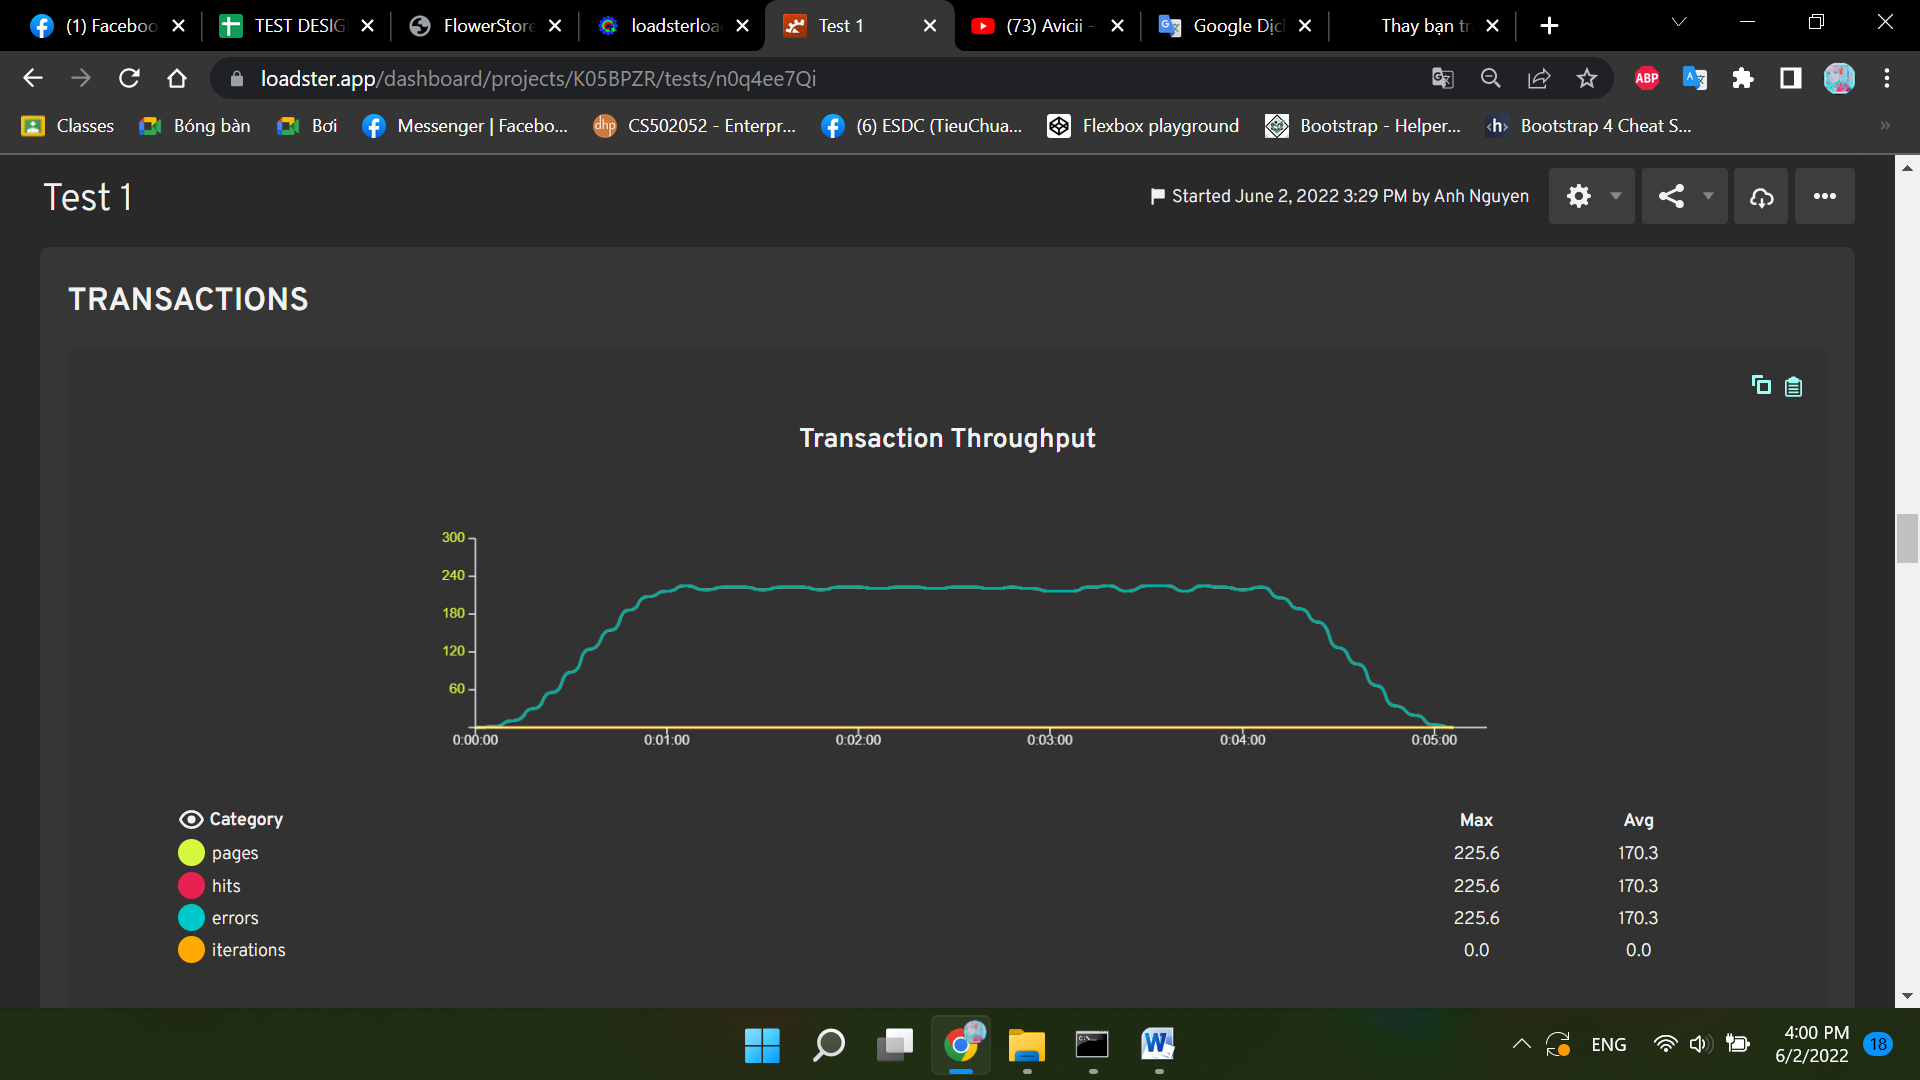 (1) Faceboo
TEST DESIG
FlowerStore
loadsterloa
Test 1
(73) Avicii -
Google Dịc
Thay bạn tr
loadster.app/dashboard/projects/K05BPZR/tests/n0q4ee7Qi
ABP
Classes
Bóng bàn
Bơi
Messenger | Facebo...
dhp
CS502052 - Enterpr...
(6) ESDC (TieuChua...
Flexbox playground
Bootstrap - Helper...
<h>
Bootstrap 4 Cheat S...
»
Test 1
Started June 2, 2022 3:29 PM by Anh Nguyen
TRANSACTIONS
Transaction Throughput
300
240
180
120
60
0:00:00 0:01:00 0:02:00 0:03:00 0:04:00 0:05:00
Category Max Avg
pages 225.6 170.3
hits 225.6 170.3
errors 225.6 170.3
iterations 0.0 0.0
ENG
4:00 PM
6/2/2022
18